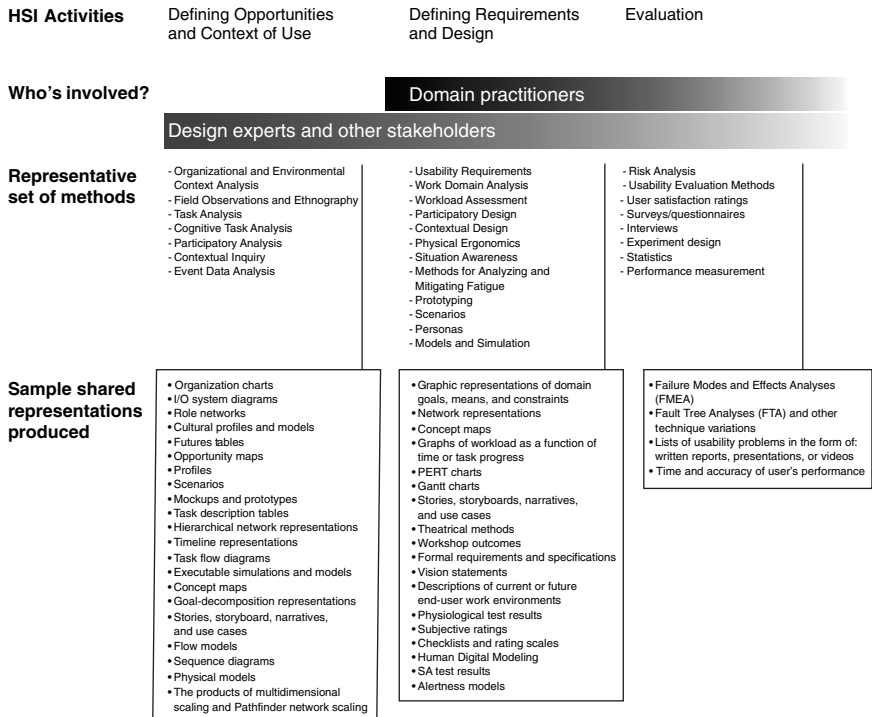 HSI Activities
Defining Opportunities
and Context of Use
Defining Requirements
and Design
Evaluation
Who's involved?
Domain practitioners
Design experts and other stakeholders
Representative
set of methods
- Organizational and Environmental
Context Analysis
- Field Observations and Ethnography
- Task Analysis
- Cognitive Task Analysis
- Participatory Analysis
- Contextual Inquiry
- Event Data Analysis
- Usability Requirements
- Work Domain Analysis
- Workload Assessment
- Participatory Design
- Contextual Design
- Physical Ergonomics
- Situation Awareness
- Methods for Analyzing and
Mitigating Fatigue
- Prototyping
- Scenarios
- Personas
- Models and Simulation
- Risk Analysis
- Usability Evaluation Methods
- User satisfaction ratings
- Surveys/questionnaires
- Interviews
- Experiment design
- Statistics
- Performance measurement
Sample shared
representations
produced
• Organization charts
• I/O system diagrams
• Role networks
• Cultural profiles and models
• Futures tables
• Opportunity maps
• Profiles
• Scenarios
• Mockups and prototypes
• Task description tables
• Hierarchical network representations
• Timeline representations
• Task flow diagrams
• Executable simulations and models
• Concept maps
• Goal-decomposition representations
• Stories, storyboard, narratives,
and use cases
• Flow models
• Sequence diagrams
• Physical models
• The products of multidimensional
scaling and Pathfinder network scaling
• Graphic representations of domain
goals, means, and constraints
• Network representations
• Concept maps
• Graphs of workload as a function of
time or task progress
• PERT charts
• Gantt charts
• Stories, storyboards, narratives,
and use cases
• Theatrical methods
• Workshop outcomes
• Formal requirements and specifications
• Vision statements
• Descriptions of current or future
end-user work environments
• Physiological test results
• Subjective ratings
• Checklists and rating scales
• Human Digital Modeling
• SA test results
• Alertness models
• Failure Modes and Effects Analyses
(FMEA)
• Fault Tree Analyses (FTA) and other
technique variations
• Lists of usability problems in the form of:
written reports, presentations, or videos
• Time and accuracy of user's performance